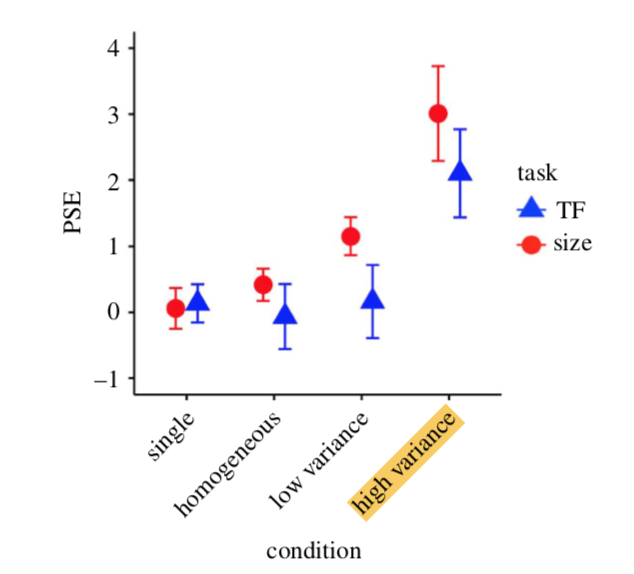 4
3
2
1
0
–1
PSE
single
homogeneous
low variance
high variance
condition
task
TF
size